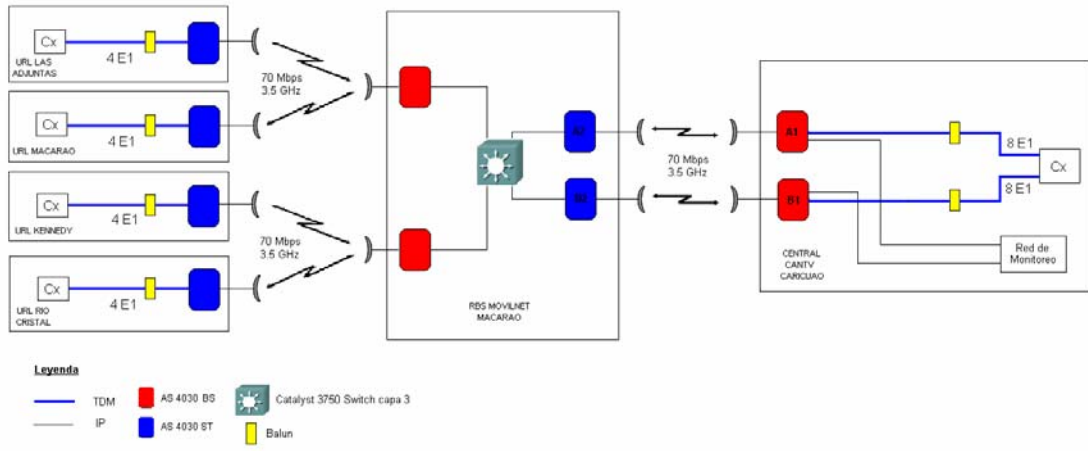 Cx
4 E1
URL LAS
ADJUNTAS
Cx
4 E1
URL MACARAO
Cx
4 E1
URL KENNEDY
Cx
4 E1
URL RIO
CRISTAL
70 Mbps
3.5 GHz
70 Mbps
3.5 GHz
RBS MOVILNET
MACARAO
70 Mbps
3.5 GHz
A1
B1
8 E1
8 E1
Cx
CENTRAL
CANTV
CARICUAO
Red de
Monitoreo
Leyenda
TDM
IP
AS 4030 BS
AS 4030 ST
Catalyst 3750 Switch capa 3
Balun